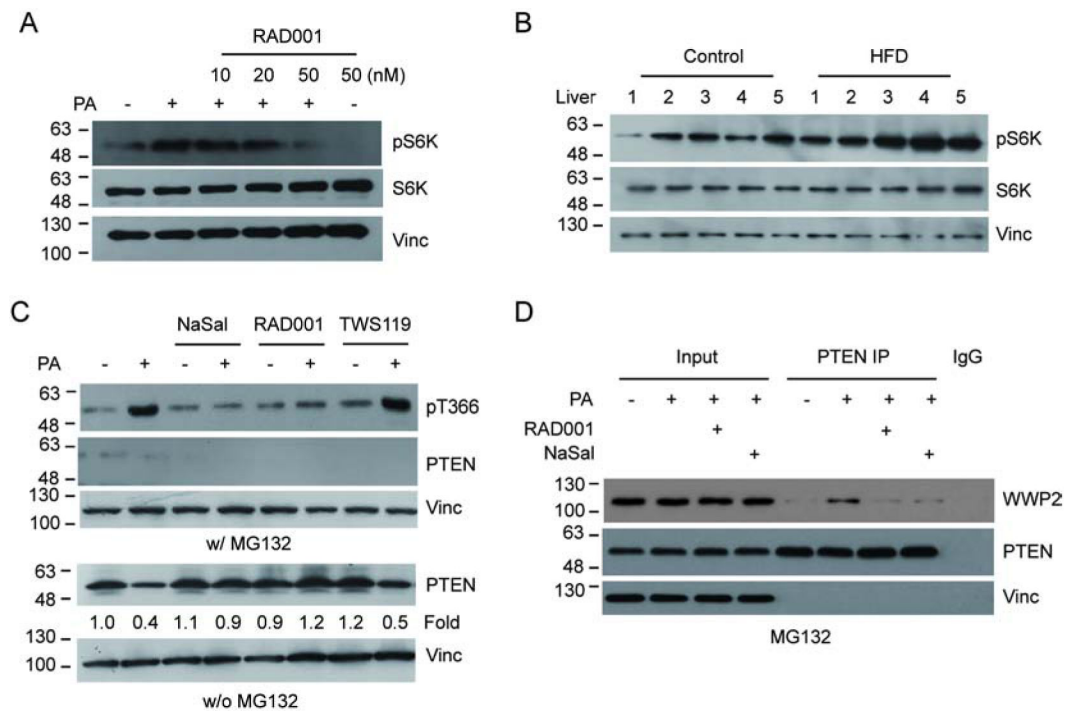 A
RAD001
10 20 50 50 (nM)
PA - + + + + -
63
48
pS6K
63
48
S6K
130
100
Vinc
B
Control HFD
Liver 1 2 3 4 5 1 2 3 4 5
63
48
pS6K
63
48
S6K
130
Vinc
C
NaSal RAD001 TWS119
PA - + - + - + - +
63
48
pT366
63
48
PTEN
130
100
Vinc
w/ MG132
63
48
PTEN
1.0 0.4 1.1 0.9 0.9 1.2 1.2 0.5 Fold
130
100
Vinc
w/o MG132
D
Input PTEN IP IgG
PA - + + + - + + +
RAD001 + +
NaSal + +
130
100
WWP2
63
48
PTEN
130
Vinc
MG132